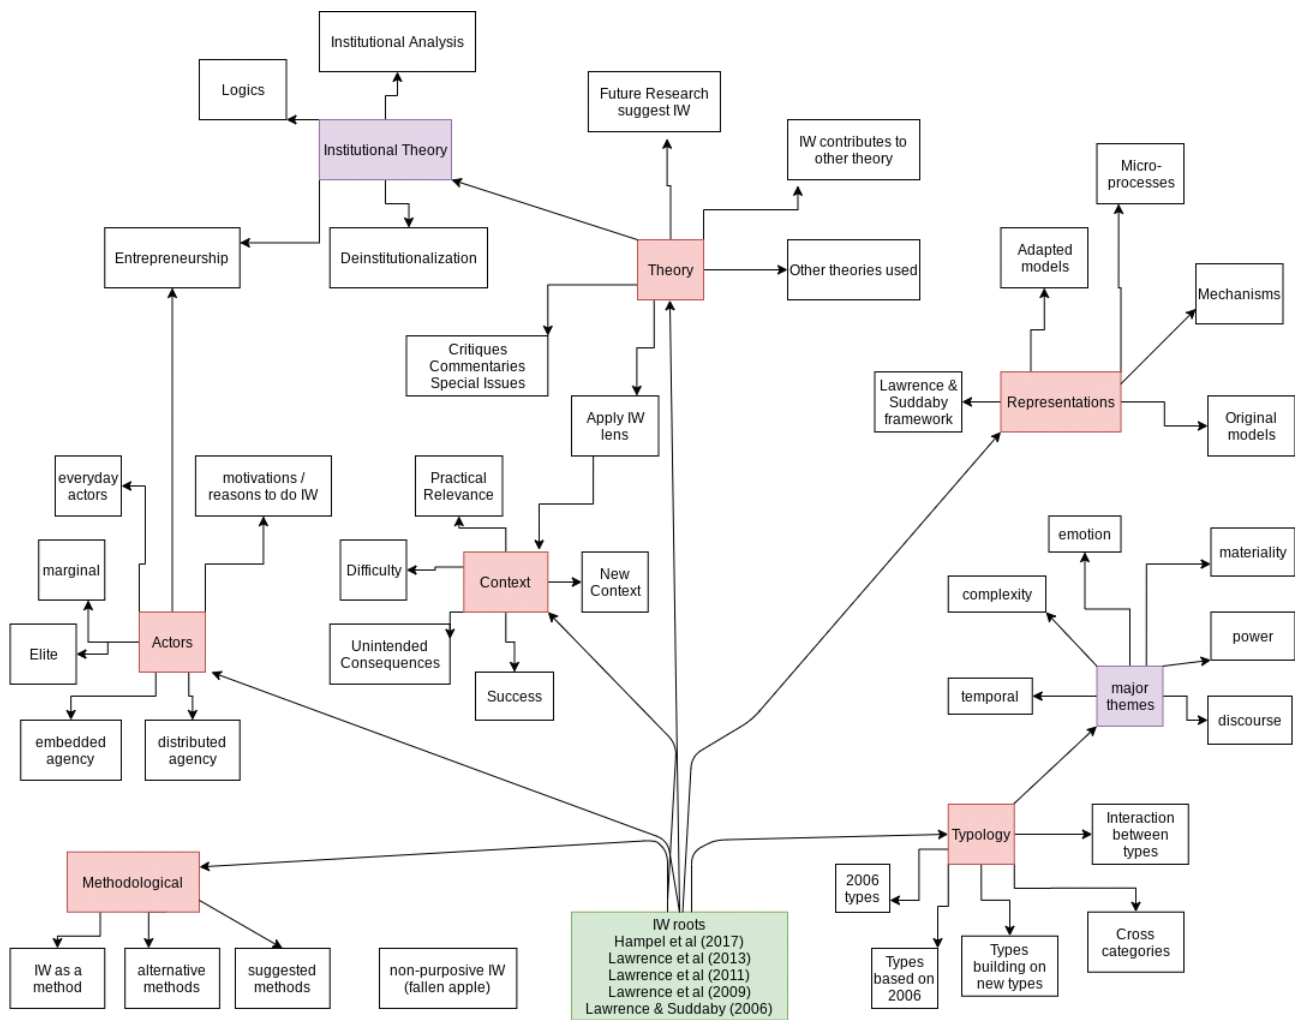 Institutional Analysis
Logics
Institutional Theory
Future Research
suggest IW
IW contributes to
other theory
Micro-
processes
Entrepreneurship
Deinstitutionalization
Theory
Other theories used
Adapted
models
Mechanisms
Critiques
Commentaries
Special Issues
Apply IW
lens
Lawrence &
Suddaby
framework
Representations
Original
models
everyday
actors
motivations /
reasons to do IW
Practical
Relevance
emotion
materiality
marginal
Difficulty
Context
New
Context
complexity
Elite
Actors
Unintended
Consequences
power
Success
temporal
major
themes
discourse
embedded
agency
distributed
agency
Typology
Interaction
between
types
Methodological
2006
types
Cross
categories
IW as a
method
alternative
methods
suggested
methods
non-purposive IW
(fallen apple)
IW roots
Hampel et al (2017)
Lawrence et al (2013)
Lawrence et al (2011)
Lawrence et al (2009)
Lawrence & Suddaby (2006)
Types
based on
2006
Types
building on
new types